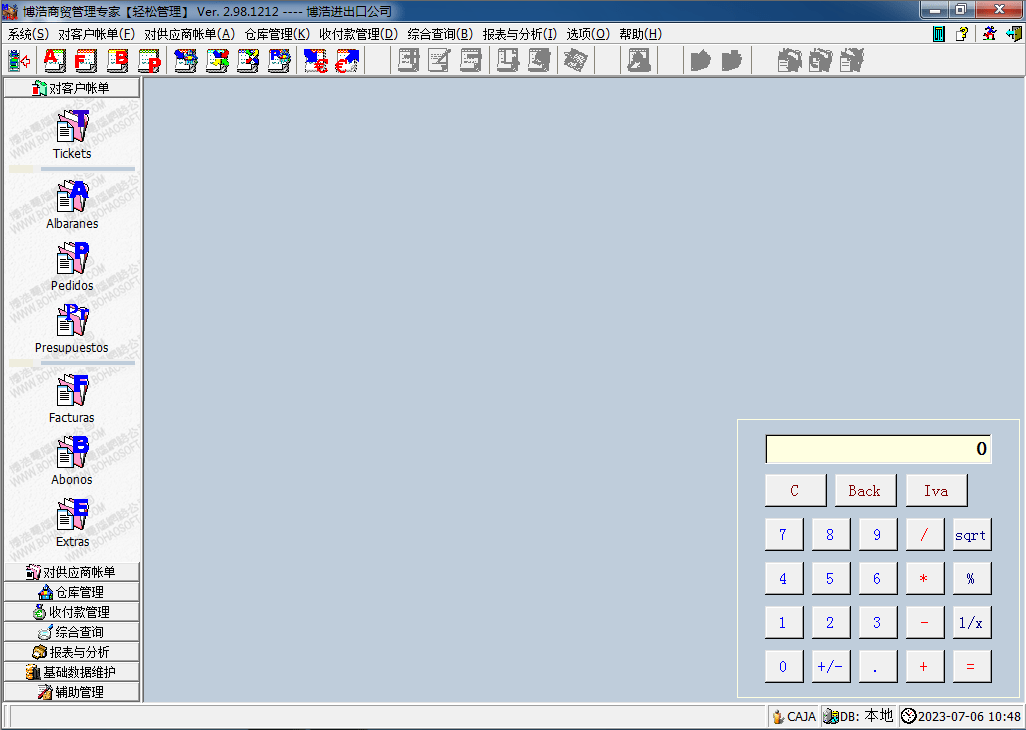 博浩商贸管理专家【轻松管理】 Ver. 2.98.1212 ---- 博浩进出口公司
系统(S) 对客户帐单(F) 对供应商帐单(A) 仓库管理(K) 收付款管理(D) 综合查询(B) 报表与分析(I) 选项(O) 帮助(H)
对客户帐单
Tickets
Albaranes
Pedidos
Presupuestos
Facturas
Abonos
Extras
对供应商帐单
仓库管理
收付款管理
综合查询
报表与分析
基础数据维护
辅助管理
0
C Back Iva
7 8 9 / sqrt
4 5 6 * %
1 2 3 - 1/x
0 +/- . + =
CAJA DB: 本地 2023-07-06 10:48